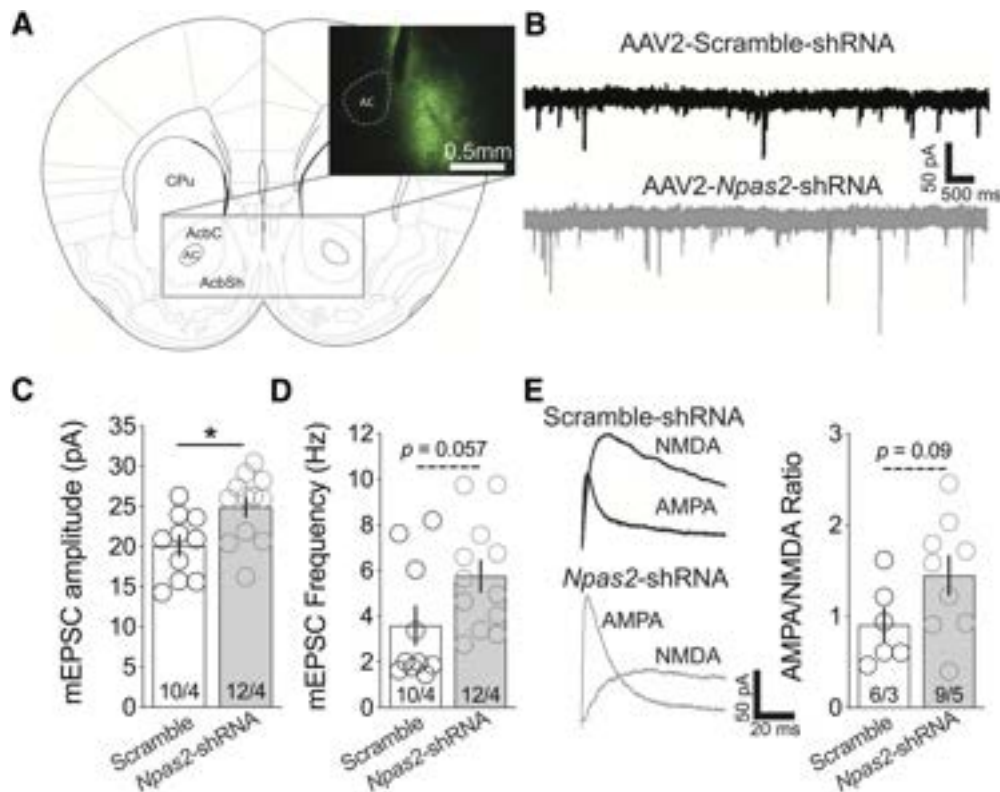 A
AC
0.5mm
CPu
AcbC
AC
AcbSh
B
AAV2-Scramble-shRNA
50 pA
500 ms
AAV2-Npas2-shRNA
C
mEPSC amplitude (pA)
35
30
25
20
15
10
5
0
*
10/4
12/4
Scramble
Npas2-shRNA
D
mEPSC Frequency (Hz)
12
10
8
6
4
2
0
p = 0.057
10/4
12/4
Scramble
Npas2-shRNA
E
Scramble-shRNA
NMDA
AMPA
Npas2-shRNA
AMPA
NMDA
50 pA
20 ms
AMPA/NMDA Ratio
3
2
1
0
p = 0.09
6/3
9/5
Scramble
Npas2-shRNA